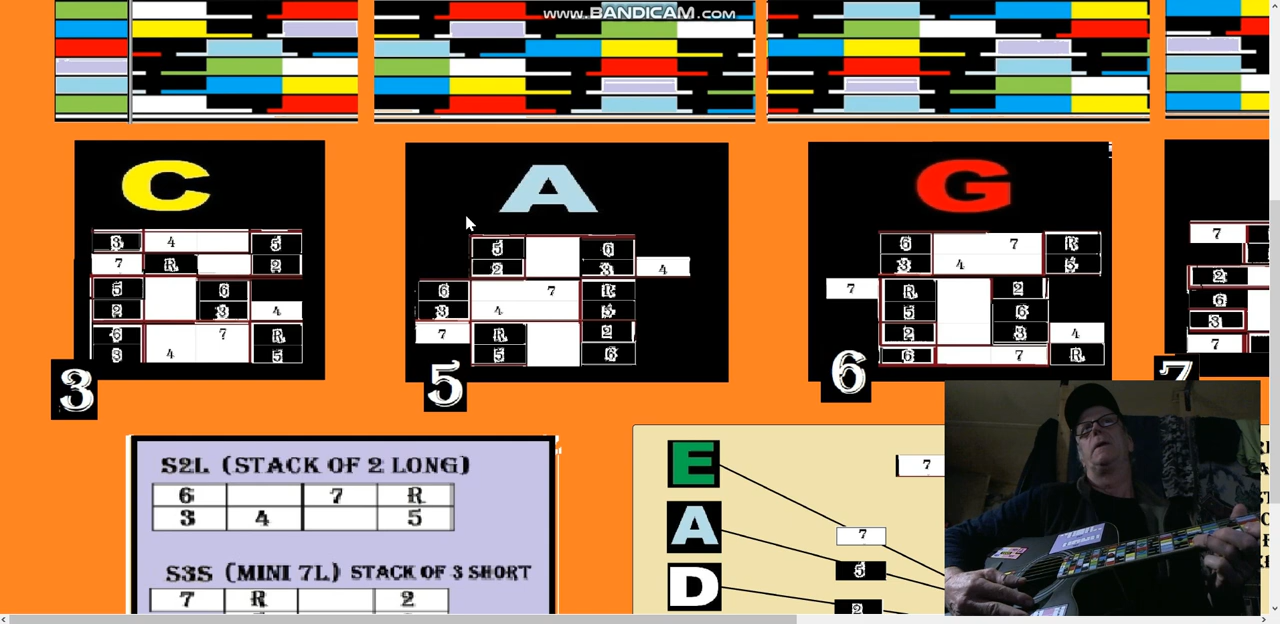 WWW.BANDICAM.COM
C
3 4 5
7 R 2
5 6
2 3 4
6 7 R
3 4 5
3
A
5 6
2 3 4
6 7 R
3 4 5
7 R 2
5 6
5
G
6 7 R
3 4 5
7 R 2
5 6
2 3 4
6 7 R
6
7
2
6
3
7
7
S2L (STACK OF 2 LONG)
6 7 R
3 4 5
S3S (MINI 7L) STACK OF 3 SHORT
7 R 2
E
7
7
A
5
D
2